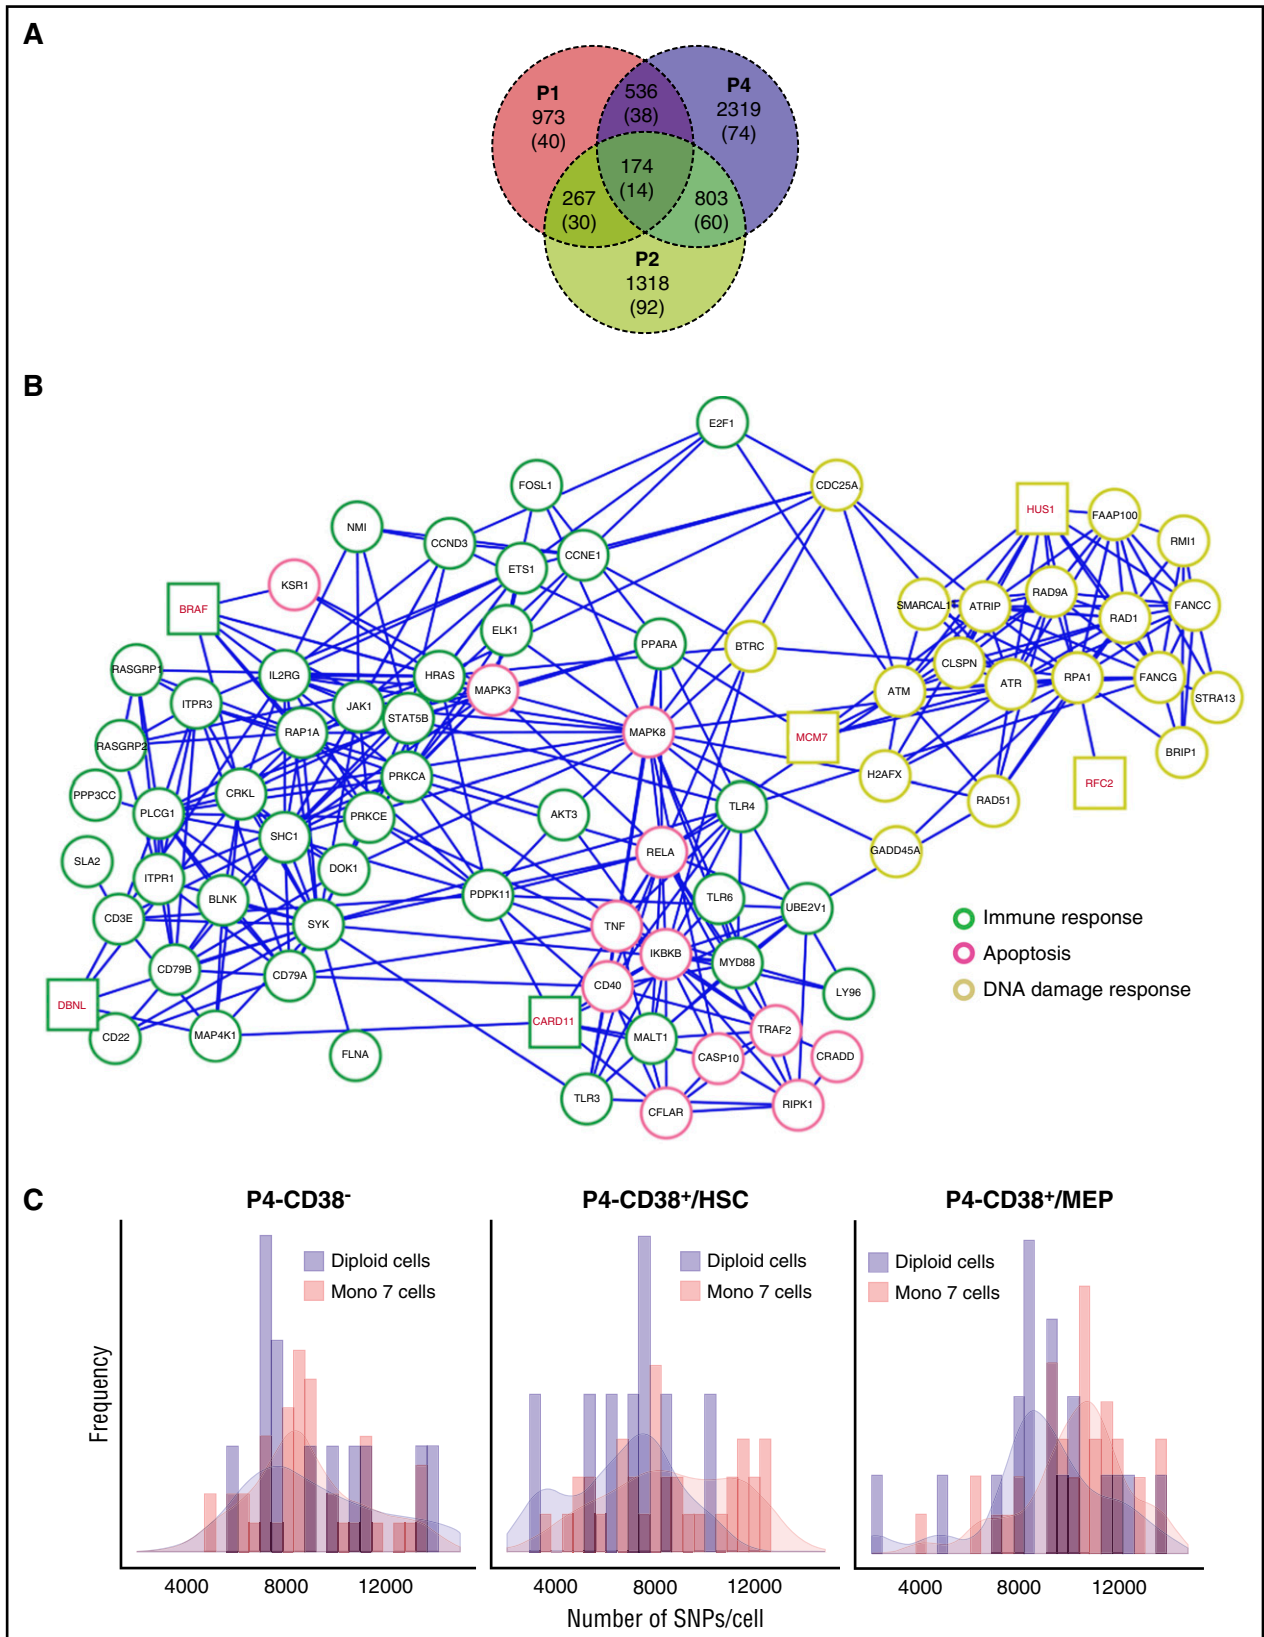 A
P1
973
(40)
536
(38)
P4
2319
(74)
174
(14)
267
(30)
803
(60)
P2
1318
(92)
B
E2F1
FOSL1
CDC25A
NMI
CCND3
CCNE1
ETS1
HUS1
FAAP100
RMI1
KSR1
BRAF
ELK1
PPARA
BTRC
SMARCAL1
ATRIP
RAD9A
RAD1
FANCC
RASGRP1
IL2RG
HRAS
MAPK3
CLSPN
ATM
ATR
RPA1
FANCG
STRA13
ITPR3
JAK1
STAT5B
RAP1A
MAPK8
MCM7
RASGRP2
BRIP1
PRKCA
H2AFX
RFC2
PPP3CC
CRKL
PLCG1
PRKCE
AKT3
TLR4
RAD51
SHC1
SLA2
DOK1
RELA
GADD45A
ITPR1
BLNK
PDPK11
TLR6
UBE2V1
CD3E
SYK
TNF
IKBKB
MYD88
Immune response
Apoptosis
DNA damage response
CD79B
CD79A
CD40
LY96
DBNL
CD22
MAP4K1
FLNA
CARD11
MALT1
TRAF2
CASP10
CRADD
TLR3
CFLAR
RIPK1
C
P4-CD38-
P4-CD38+/HSC
P4-CD38+/MEP
Diploid cells
Mono 7 cells
Diploid cells
Mono 7 cells
Diploid cells
Mono 7 cells
Frequency
4000 8000 12000
4000 8000 12000
4000 8000 12000
Number of SNPs/cell